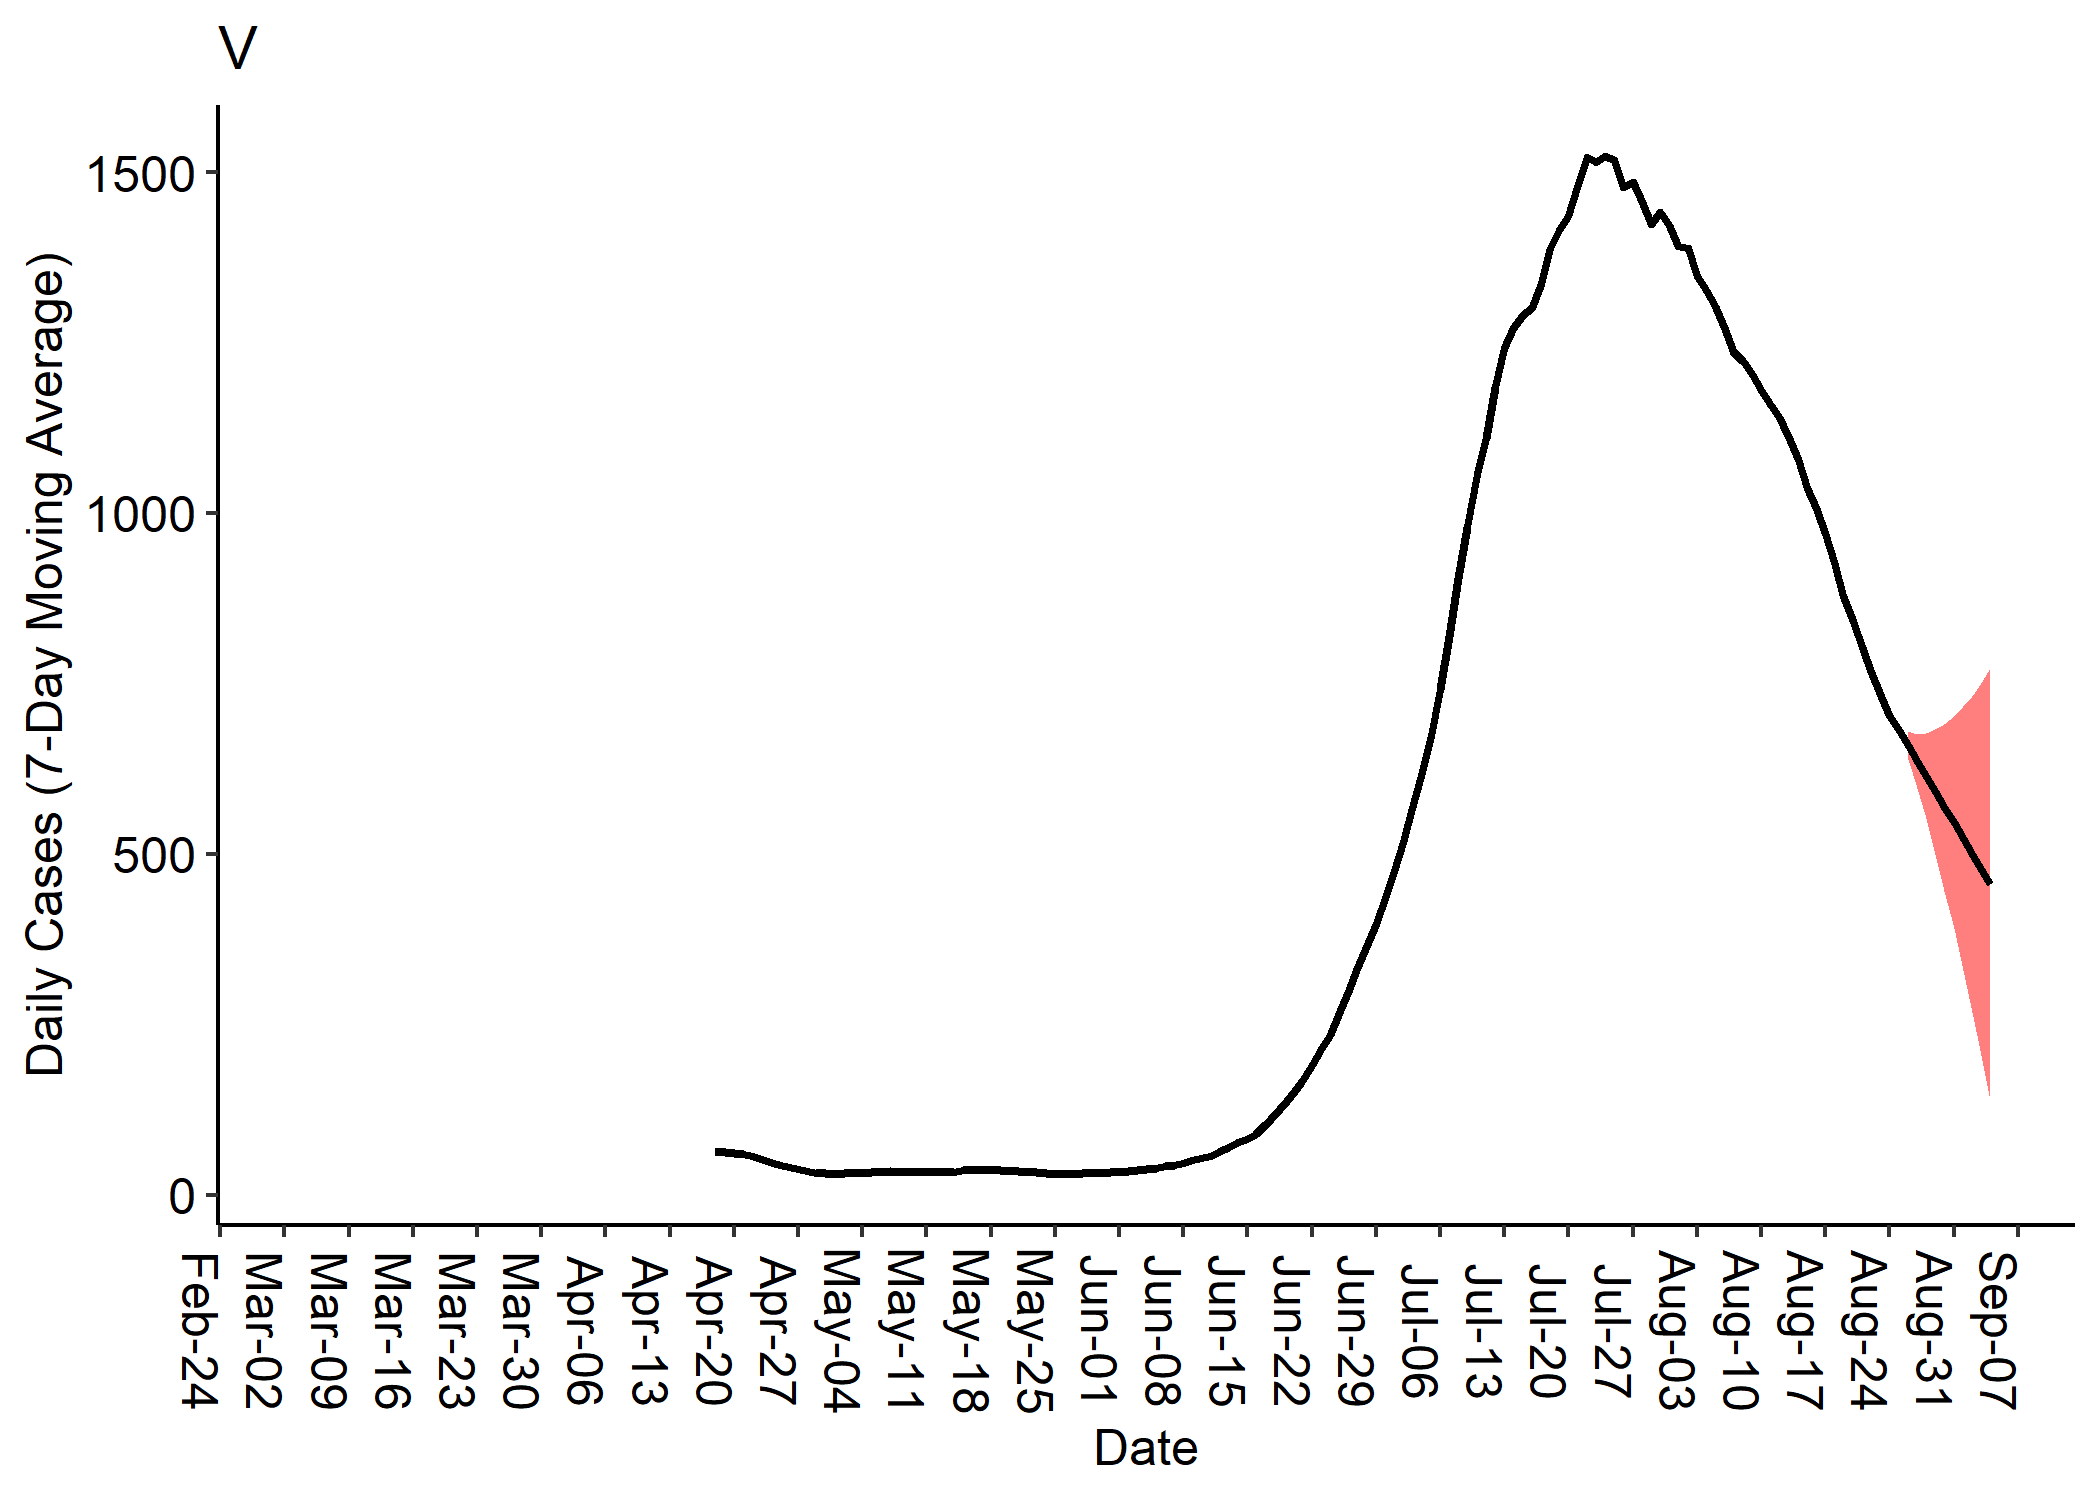 V
Daily Cases (7-Day Moving Average)
1500
1000
500
0
Feb-24
Mar-02
Mar-09
Mar-16
Mar-23
Mar-30
Apr-06
Apr-13
Apr-20
Apr-27
May-04
May-11
May-18
May-25
Jun-01
Jun-08
Jun-15
Jun-22
Jun-29
Jul-06
Jul-13
Jul-20
Jul-27
Aug-03
Aug-10
Aug-17
Aug-24
Aug-31
Sep-07
Date